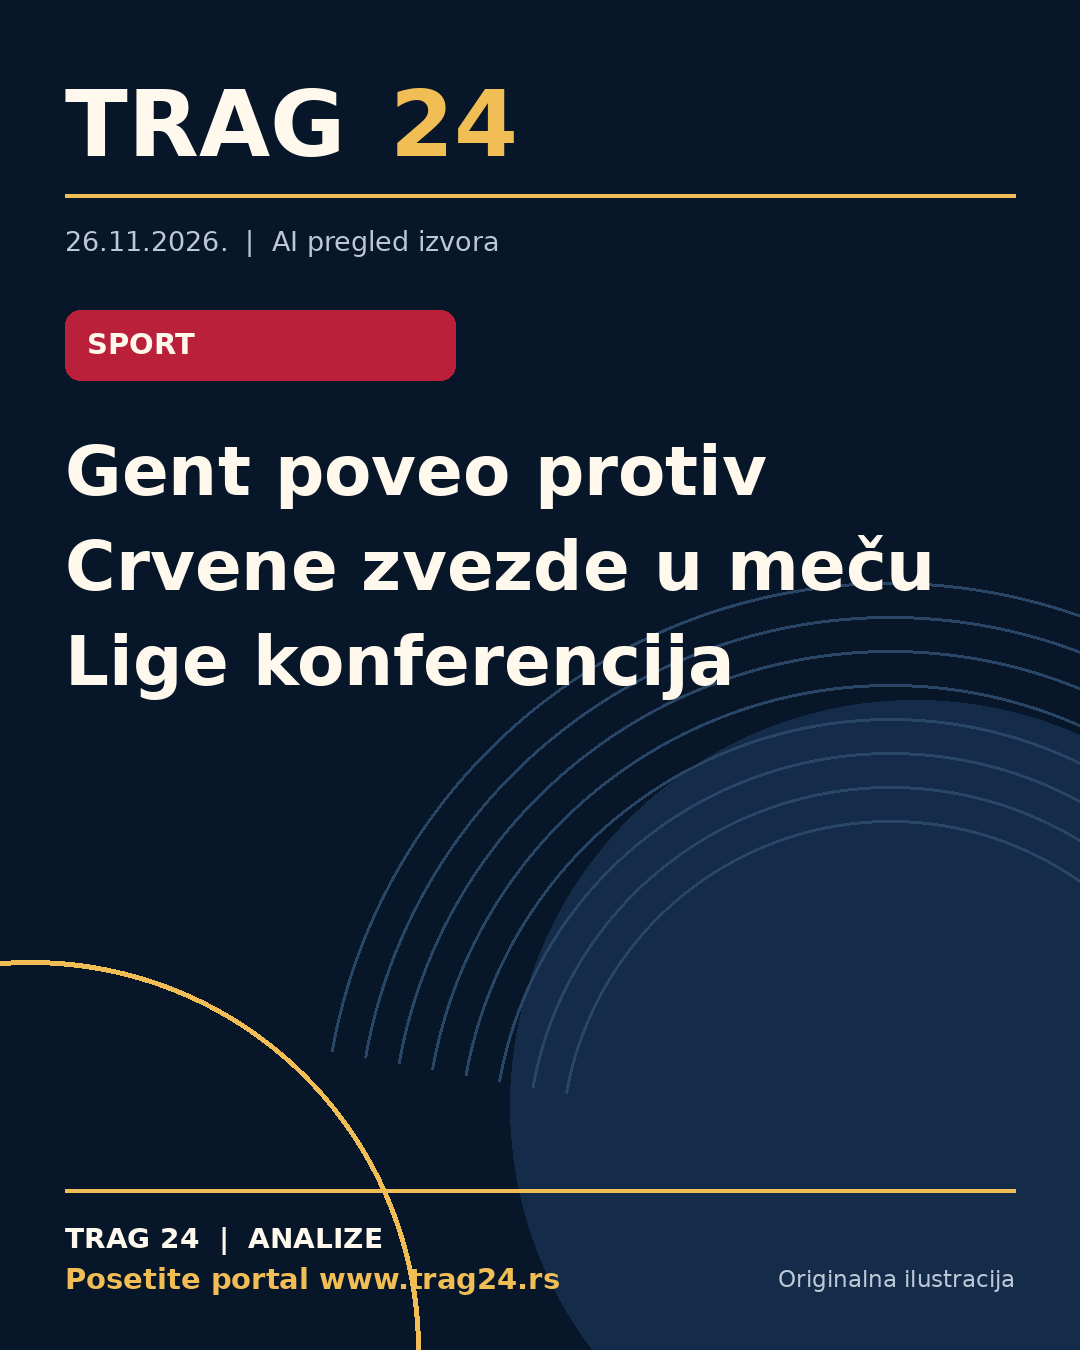 TRAG 24
26.11.2026. | AI pregled izvora
SPORT
Gent poveo protiv
Crvene zvezde u meču
Lige konferencija
TRAG 24 | ANALIZE
Posetite portal www.trag24.rs
Originalna ilustracija